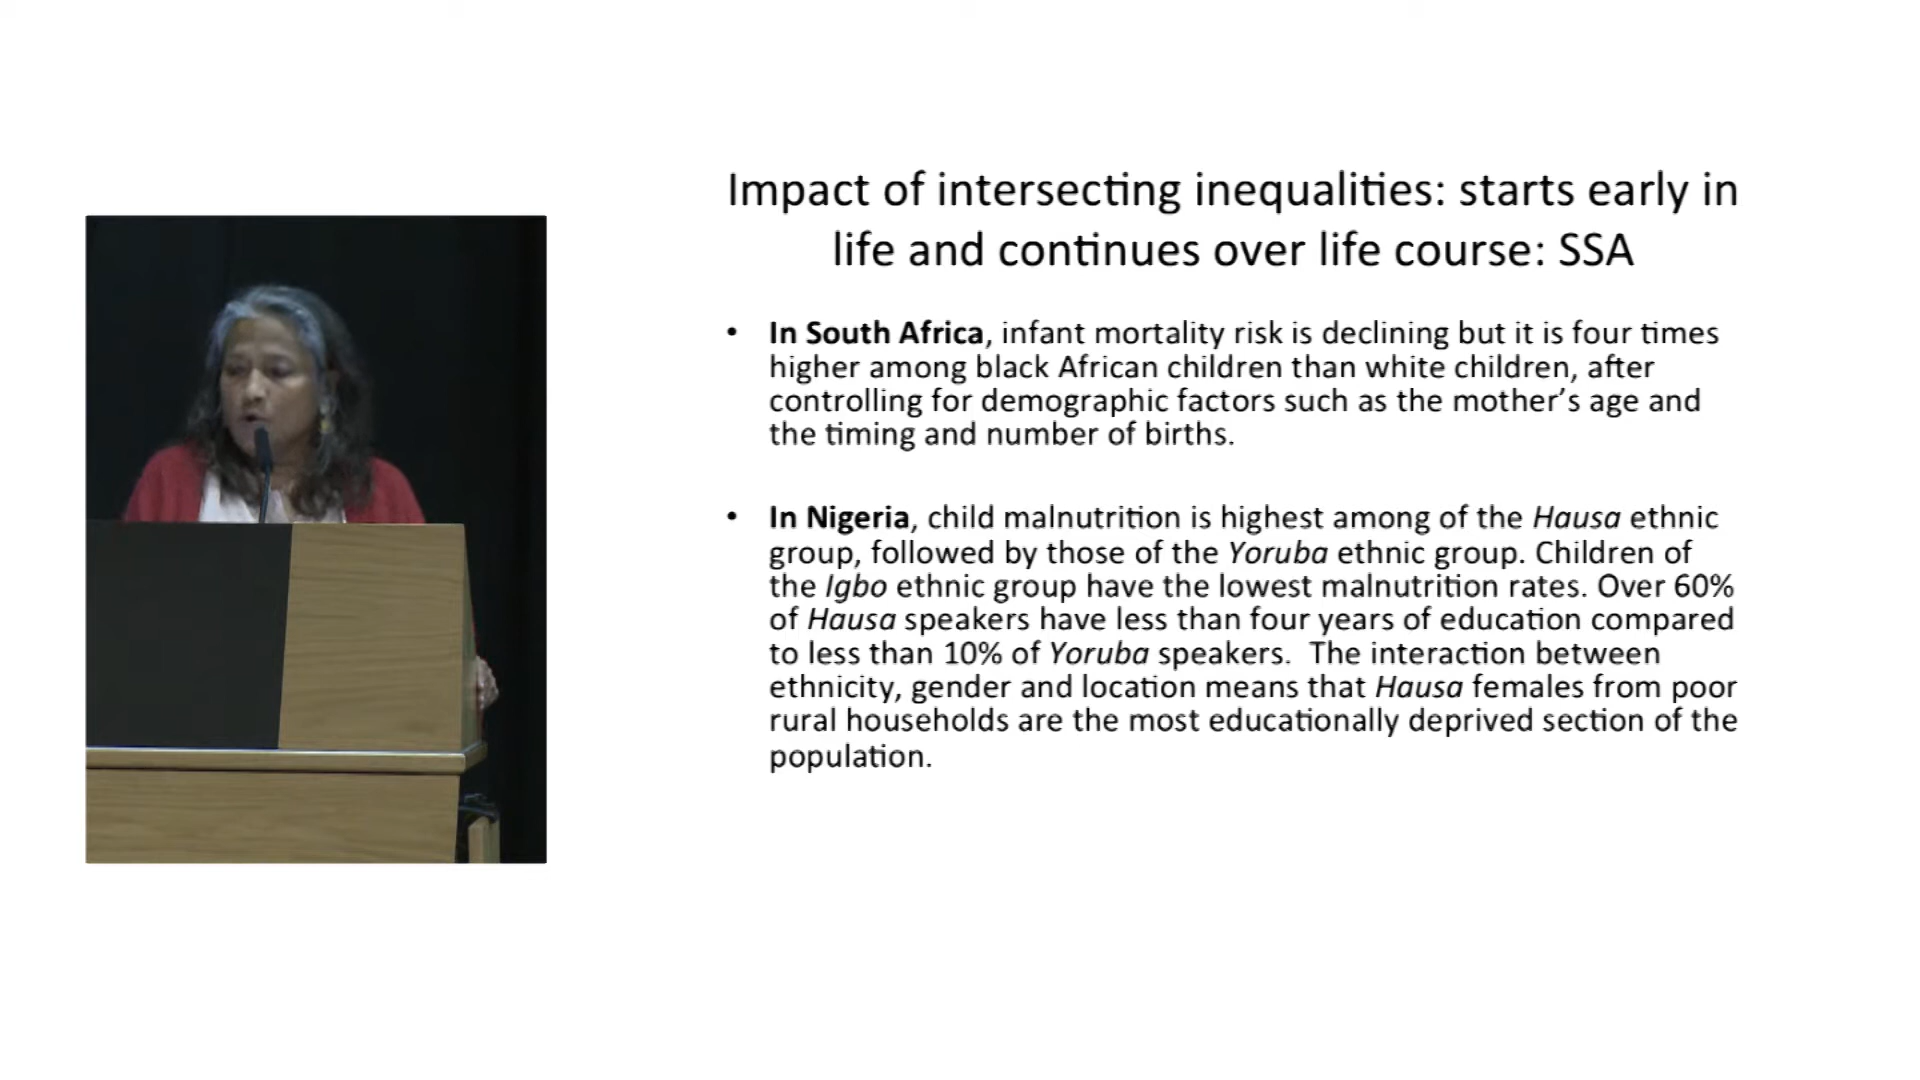 Impact of intersecting inequalities: starts early in
life and continues over life course: SSA
• In South Africa, infant mortality risk is declining but it is four times
higher among black African children than white children, after
controlling for demographic factors such as the mother’s age and
the timing and number of births.
• In Nigeria, child malnutrition is highest among of the Hausa ethnic
group, followed by those of the Yoruba ethnic group. Children of
the Igbo ethnic group have the lowest malnutrition rates. Over 60%
of Hausa speakers have less than four years of education compared
to less than 10% of Yoruba speakers.  The interaction between
ethnicity, gender and location means that Hausa females from poor
rural households are the most educationally deprived section of the
population.